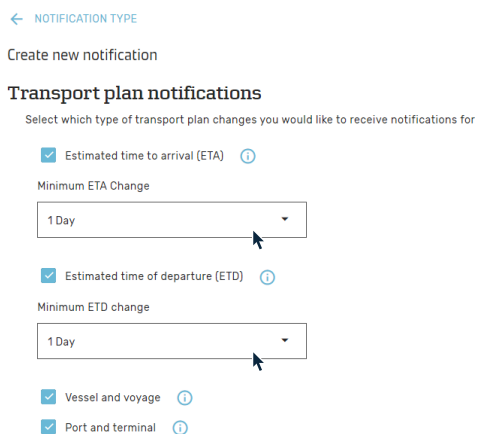 NOTIFICATION TYPE
Create new notification
Transport plan notifications
Select which type of transport plan changes you would like to receive notifications for
Estimated time to arrival (ETA)
Minimum ETA Change
1 Day
Estimated time of departure (ETD)
Minimum ETD change
1 Day
Vessel and voyage
Port and terminal